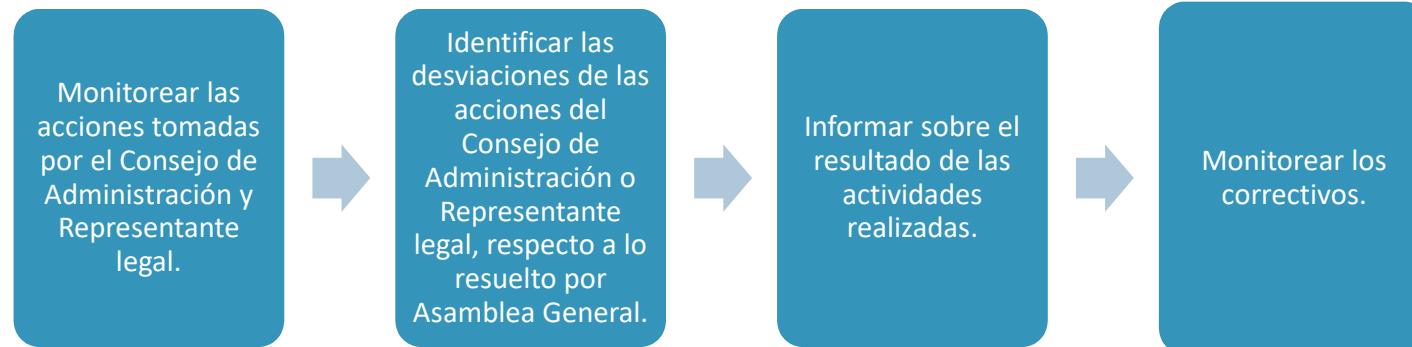 Monitorear las
acciones tomadas
por el Consejo de
Administración y
Representante
legal.
Identificar las
desviaciones de las
acciones del
Consejo de
Administración o
Representante
legal, respecto a lo
resuelto por
Asamblea General.
Informar sobre el
resultado de las
actividades
realizadas.
Monitorear los
correctivos.